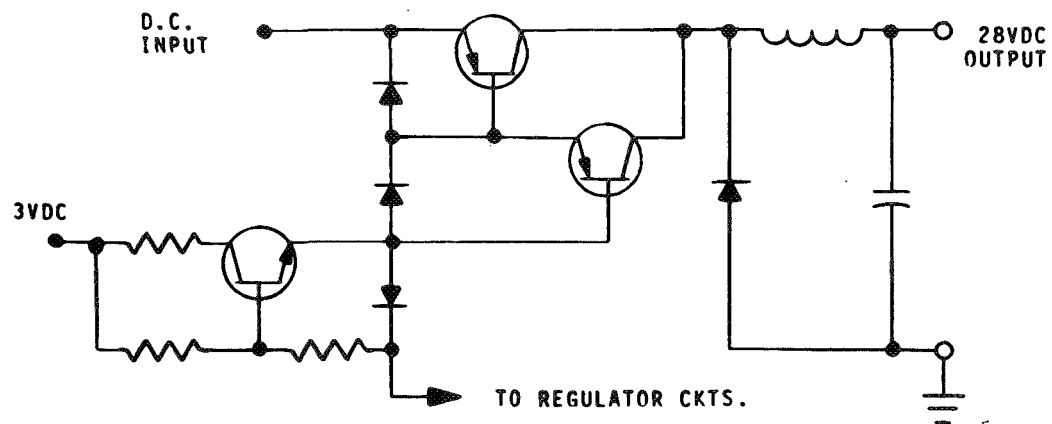 D.C.
INPUT
28VDC
OUTPUT
3VDC
TO REGULATOR CKTS.